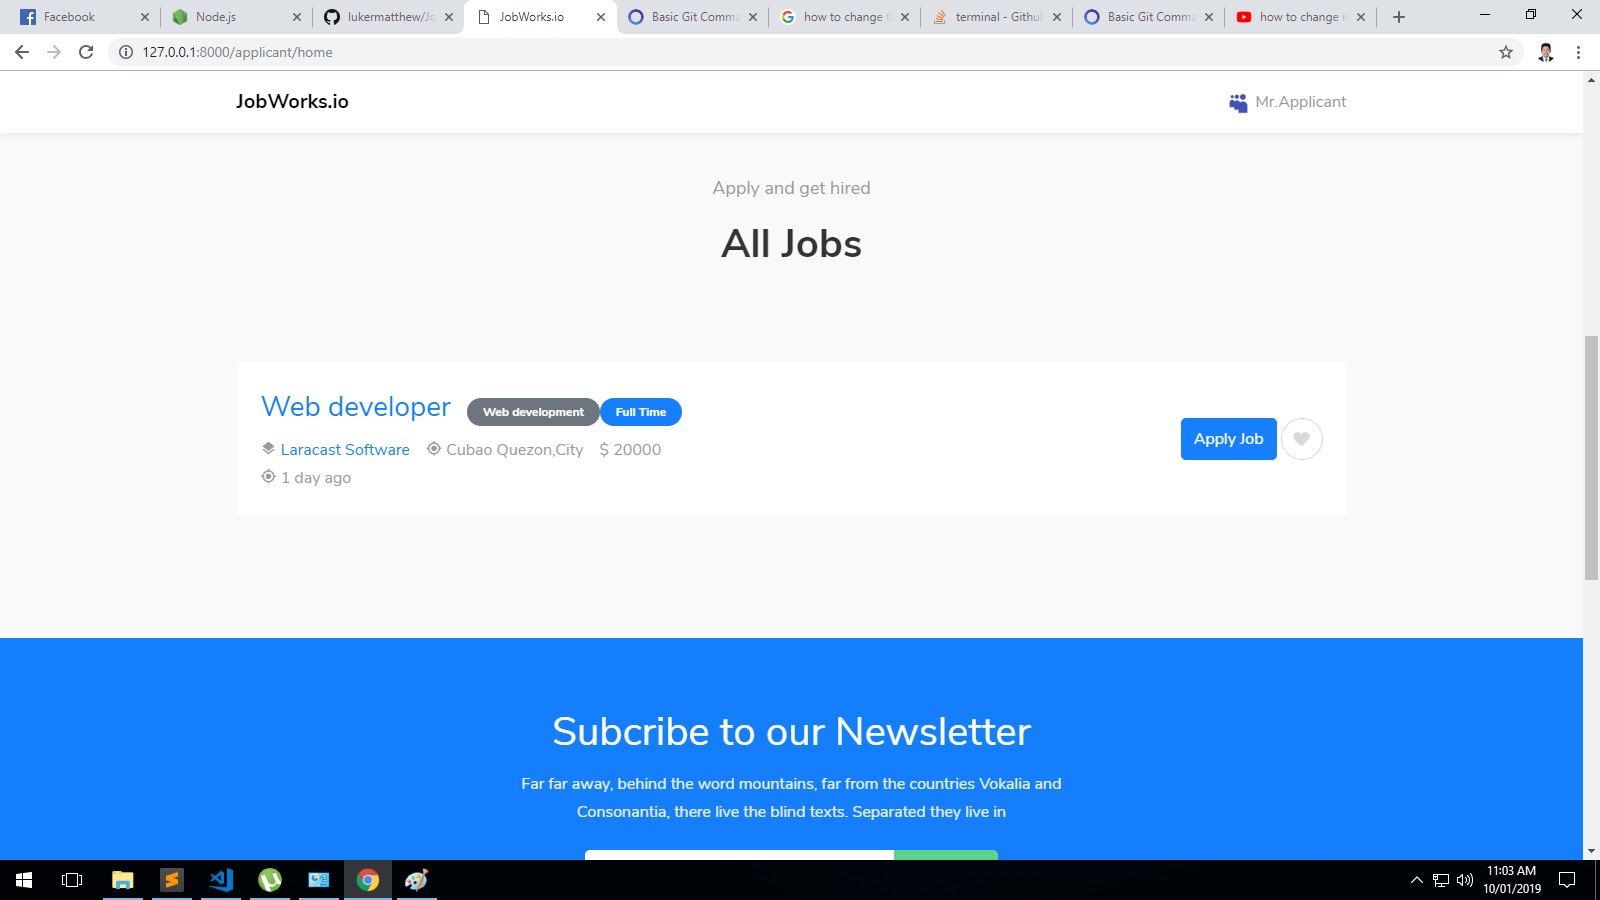 Facebook
Node.js
lukermatthew/Jo
JobWorks.io
Basic Git Comma
how to change t
terminal - Github
Basic Git Comma
how to change n
127.0.0.1:8000/applicant/home
JobWorks.io
Mr.Applicant
Apply and get hired
All Jobs
Web developer Web development Full Time
Laracast Software Cubao Quezon,City $ 20000
1 day ago
Apply Job
Subcribe to our Newsletter
Far far away, behind the word mountains, far from the countries Vokalia and
Consonantia, there live the blind texts. Separated they live in
11:03 AM
10/01/2019